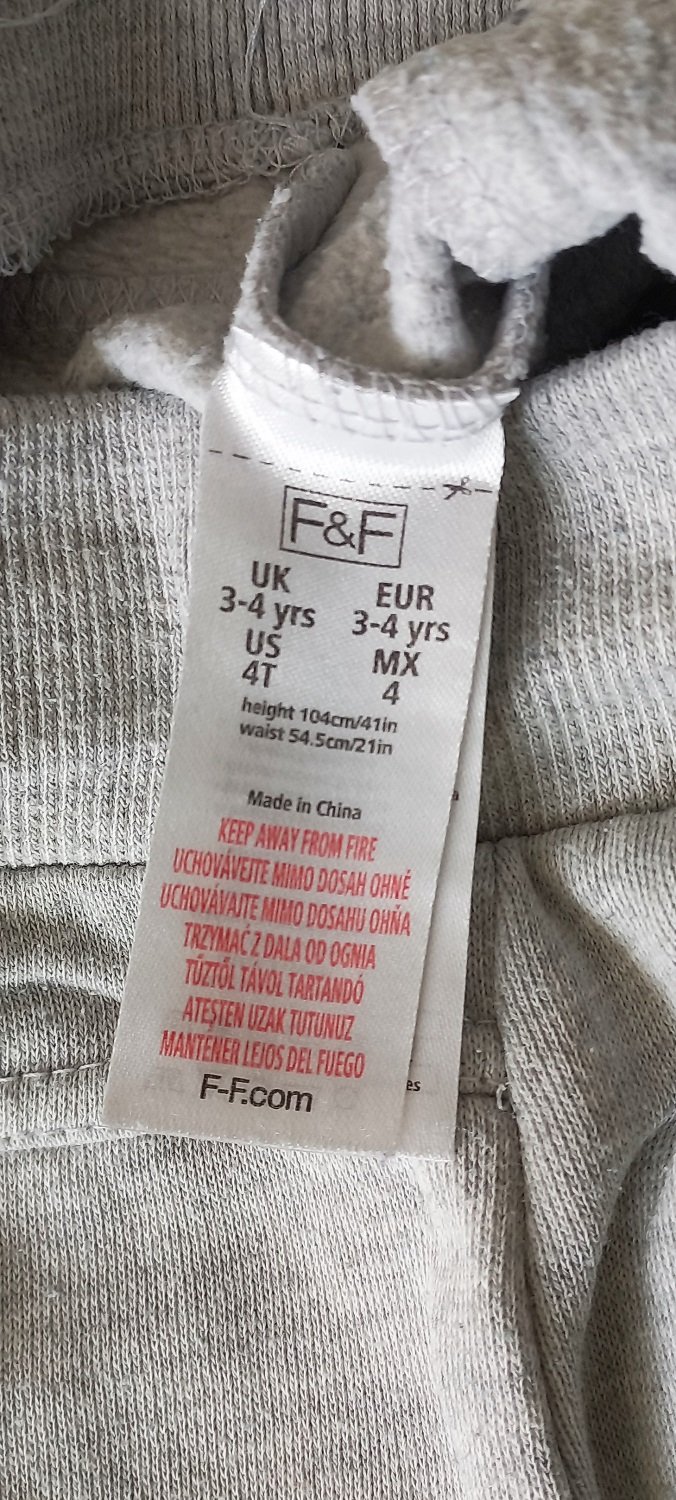 F&F
UK
3-4 yrs
EUR
3-4 yrs
US
4T
MX
4
height 104cm/41in
waist 54.5cm/21in
Made in China
KEEP AWAY FROM FIRE
UCHOVÁVEJTE MIMO DOSAH OHNĚ
UCHOVÁVAJTE MIMO DOSAHU OHŇA
TRZYMAĆ Z DALA OD OGNIA
TŰZTŐL TÁVOL TARTANDÓ
ATEŞTEN UZAK TUTUNUZ
MANTENER LEJOS DEL FUEGO
F-F.com